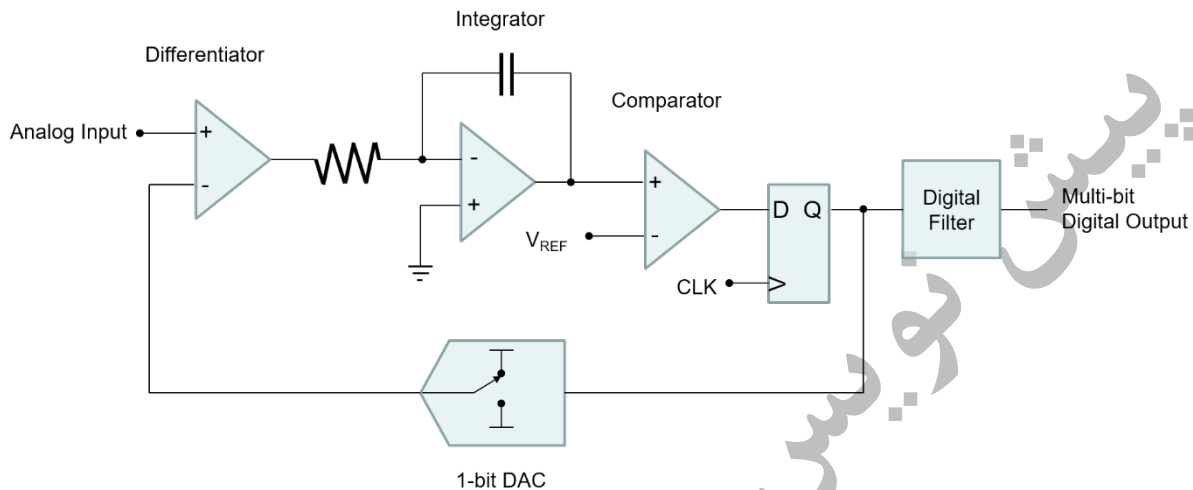 Integrator
Differentiator
Comparator
Analog Input
+
-
-
+
+
-
V_REF
D Q
CLK
Digital
Filter
Multi-bit
Digital Output
1-bit DAC
پیش نویس